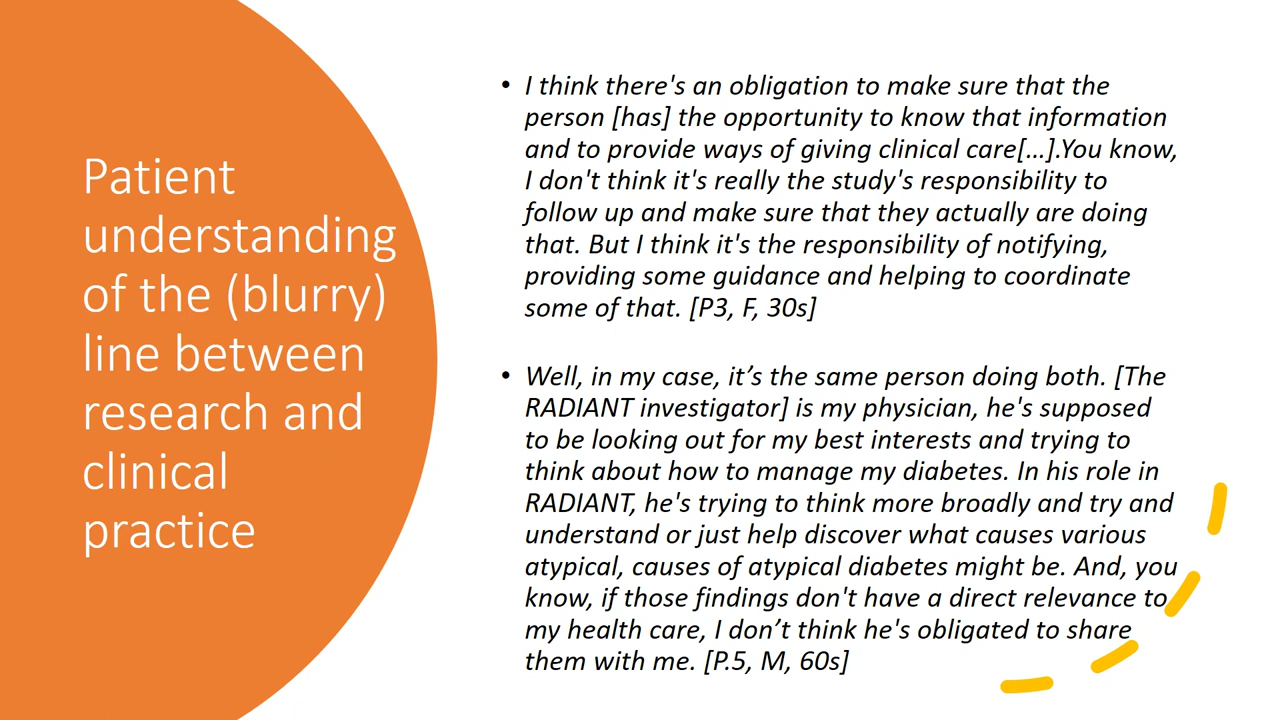 Patient
understanding
of the (blurry)
line between
research and
clinical
practice
• I think there's an obligation to make sure that the
person [has] the opportunity to know that information
and to provide ways of giving clinical care[…].You know,
I don't think it's really the study's responsibility to
follow up and make sure that they actually are doing
that. But I think it's the responsibility of notifying,
providing some guidance and helping to coordinate
some of that. [P3, F, 30s]
• Well, in my case, it’s the same person doing both. [The
RADIANT investigator] is my physician, he's supposed
to be looking out for my best interests and trying to
think about how to manage my diabetes. In his role in
RADIANT, he's trying to think more broadly and try and
understand or just help discover what causes various
atypical, causes of atypical diabetes might be. And, you
know, if those findings don't have a direct relevance to
my health care, I don’t think he's obligated to share
them with me. [P.5, M, 60s]